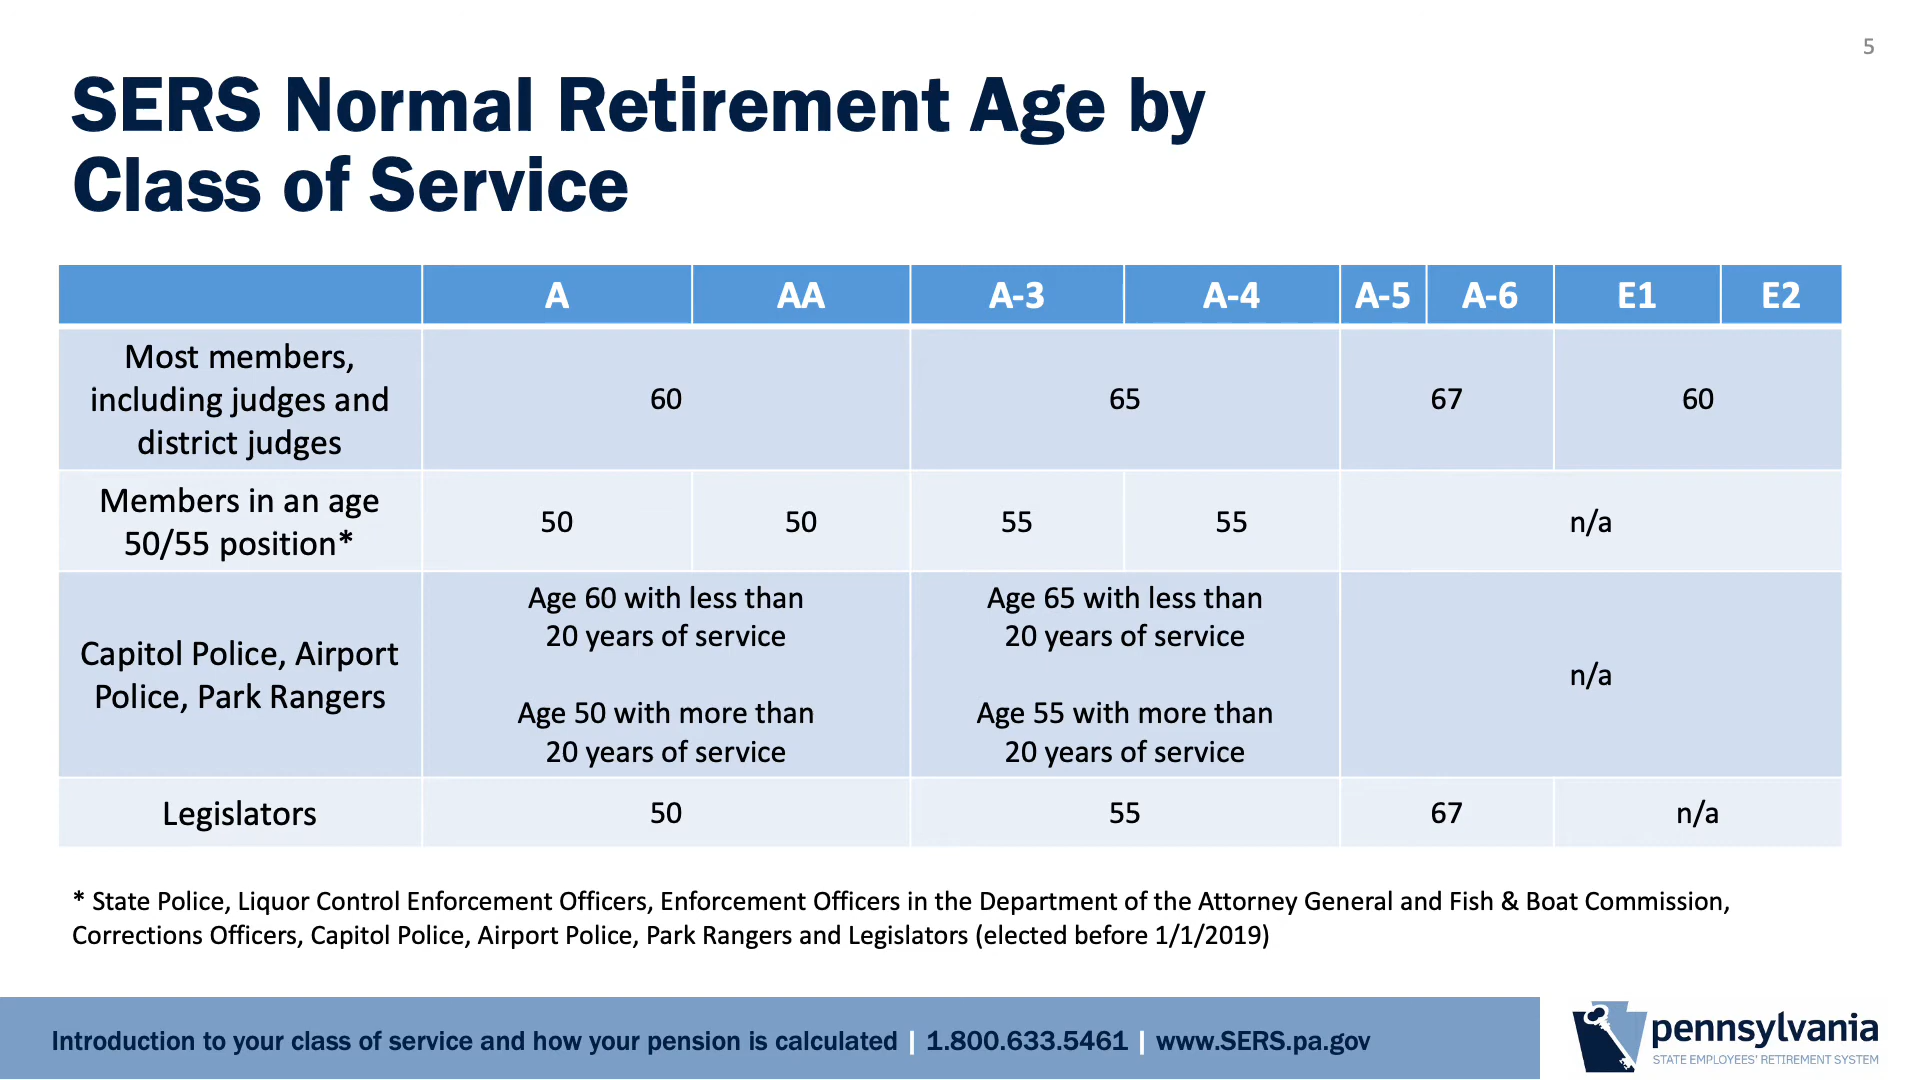 5
SERS Normal Retirement Age by
Class of Service
A AA A-3 A-4 A-5 A-6 E1 E2
Most members,
including judges and
district judges
60 65 67 60
Members in an age
50/55 position*
50 50 55 55 n/a
Capitol Police, Airport
Police, Park Rangers
Age 60 with less than
20 years of service
Age 50 with more than
20 years of service
Age 65 with less than
20 years of service
Age 55 with more than
20 years of service
n/a
Legislators 50 55 67 n/a
* State Police, Liquor Control Enforcement Officers, Enforcement Officers in the Department of the Attorney General and Fish & Boat Commission,
Corrections Officers, Capitol Police, Airport Police, Park Rangers and Legislators (elected before 1/1/2019)
Introduction to your class of service and how your pension is calculated | 1.800.633.5461 | www.SERS.pa.gov
pennsylvania
STATE EMPLOYEES' RETIREMENT SYSTEM